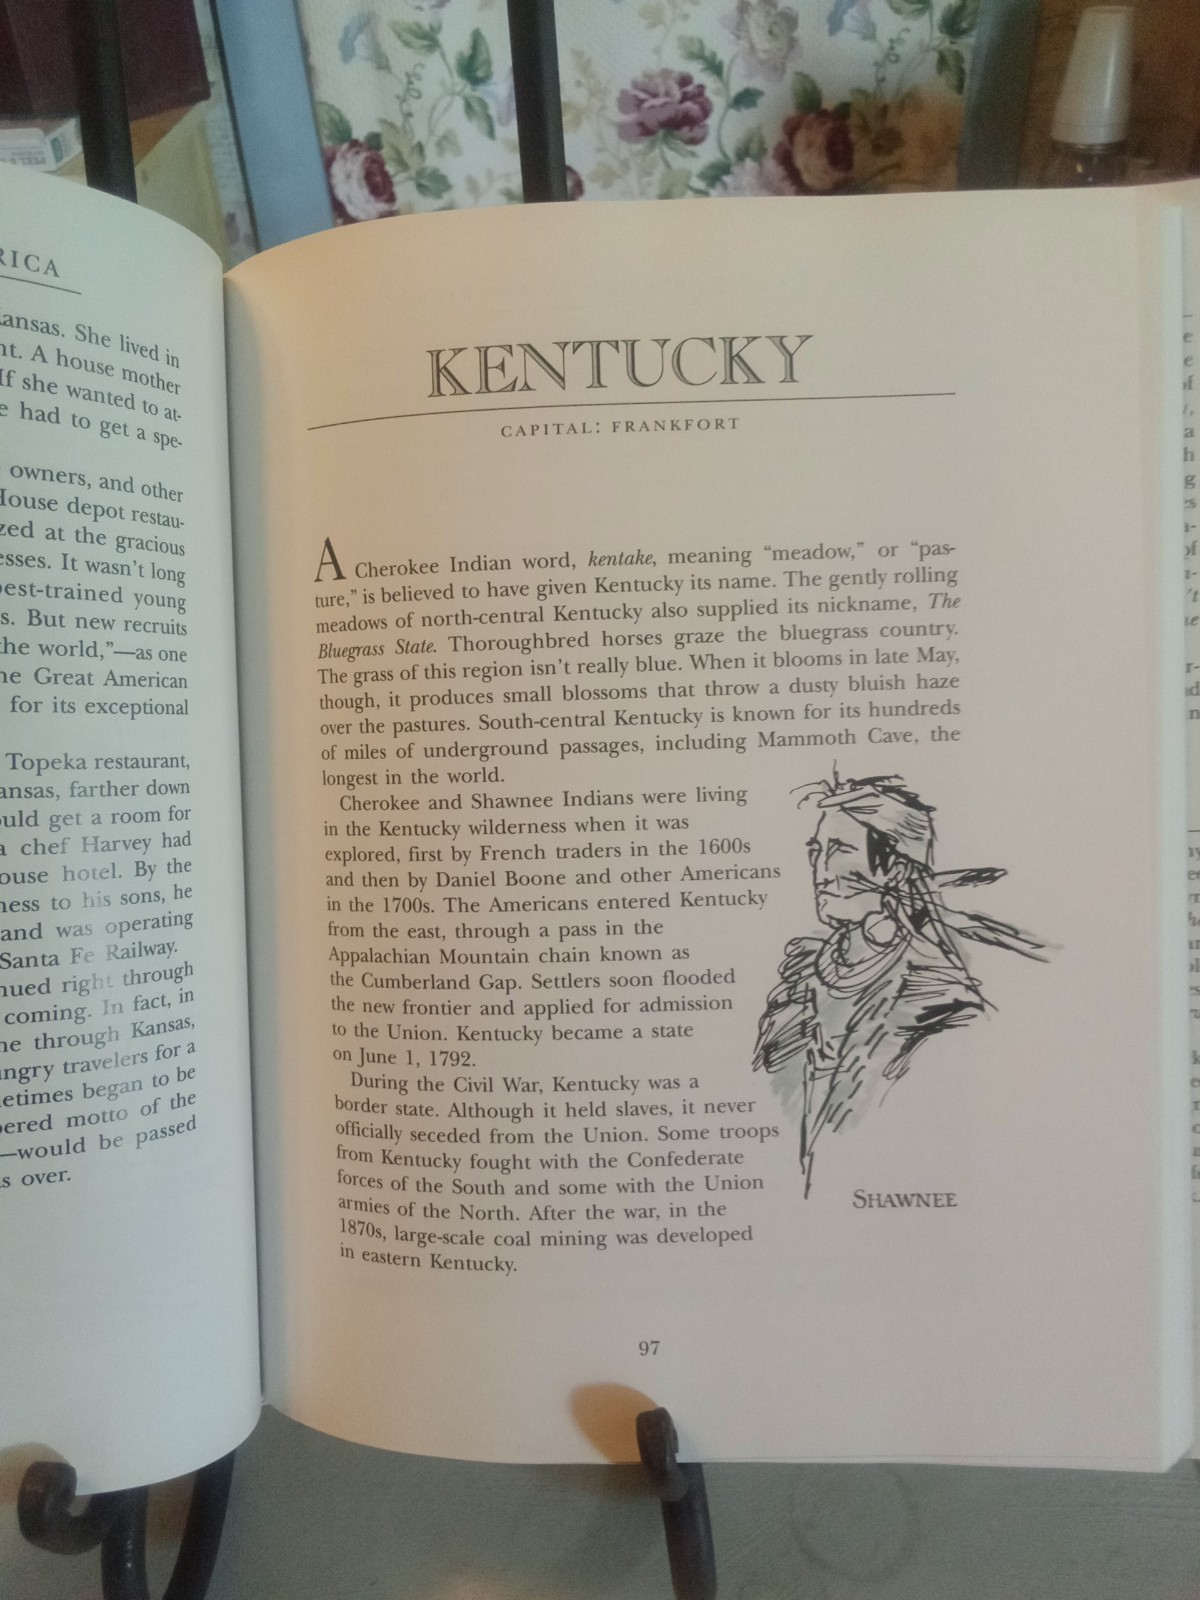 RICA
ansas. She lived in
nt. A house mother
If she wanted to at-
e had to get a spe-
owners, and other
House depot restau-
zed at the gracious
esses. It wasn't long
best-trained young
s. But new recruits
the world,"—as one
ne Great American
for its exceptional
Topeka restaurant,
ansas, farther down
ould get a room for
a chef Harvey had
ouse hotel. By the
ness to his sons, he
and was operating
Santa Fe Railway.
nued right through
coming. In fact, in
ne through Kansas,
ungry travelers for a
etimes began to be
pered motto of the
—would be passed
s over.
KENTUCKY
CAPITAL: FRANKFORT
A Cherokee Indian word, kentake, meaning "meadow," or "pas-
ture," is believed to have given Kentucky its name. The gently rolling
meadows of north-central Kentucky also supplied its nickname, The
Bluegrass State. Thoroughbred horses graze the bluegrass country.
The grass of this region isn't really blue. When it blooms in late May,
though, it produces small blossoms that throw a dusty bluish haze
over the pastures. South-central Kentucky is known for its hundreds
of miles of underground passages, including Mammoth Cave, the
longest in the world.
Cherokee and Shawnee Indians were living
in the Kentucky wilderness when it was
explored, first by French traders in the 1600s
and then by Daniel Boone and other Americans
in the 1700s. The Americans entered Kentucky
from the east, through a pass in the
Appalachian Mountain chain known as
the Cumberland Gap. Settlers soon flooded
the new frontier and applied for admission
to the Union. Kentucky became a state
on June 1, 1792.
During the Civil War, Kentucky was a
border state. Although it held slaves, it never
officially seceded from the Union. Some troops
from Kentucky fought with the Confederate
forces of the South and some with the Union
armies of the North. After the war, in the
1870s, large-scale coal mining was developed
in eastern Kentucky.
SHAWNEE
97